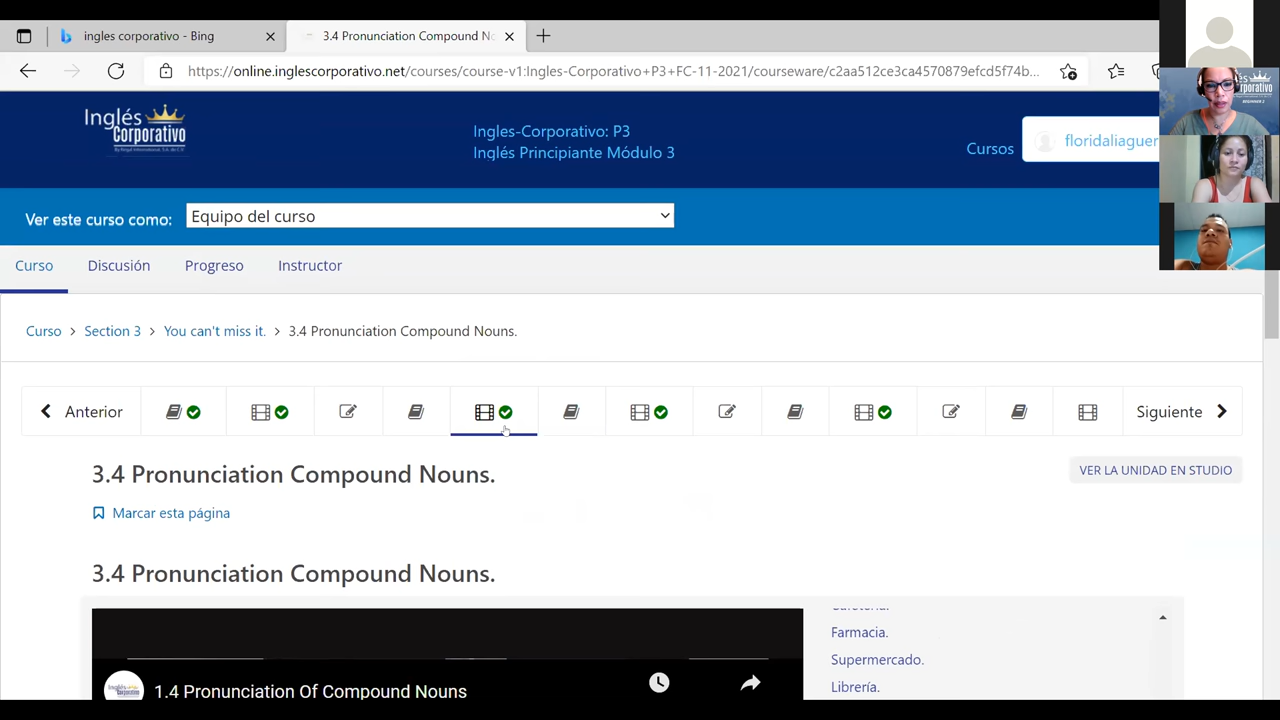 ingles corporativo - Bing
3.4 Pronunciation Compound No
https://online.inglescorporativo.net/courses/course-v1:Ingles-Corporativo+P3+FC-11-2021/courseware/c2aa512ce3ca4570879efcd5f74b...
Inglés
Corporativo
Ingles-Corporativo: P3
Inglés Principiante Módulo 3
Cursos
floridaliaguer
Ver este curso como:
Equipo del curso
Curso
Discusión
Progreso
Instructor
Curso > Section 3 > You can't miss it. > 3.4 Pronunciation Compound Nouns.
Anterior
Siguiente
3.4 Pronunciation Compound Nouns.
VER LA UNIDAD EN STUDIO
Marcar esta página
3.4 Pronunciation Compound Nouns.
Farmacia.
Supermercado.
Librería.
1.4 Pronunciation Of Compound Nouns